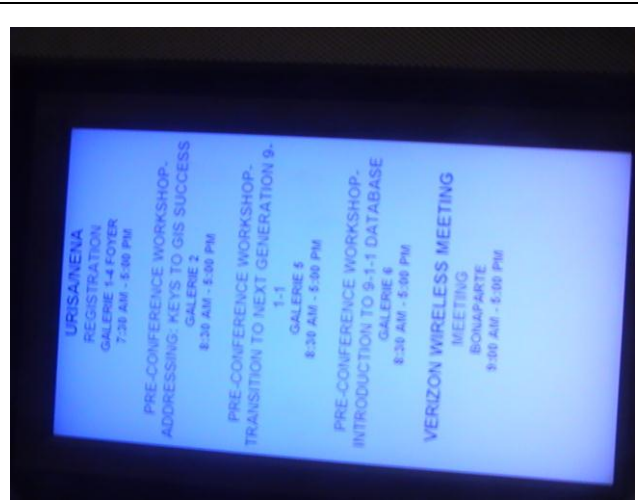 URISA/NENA
REGISTRATION
GALERIE 1-4 FOYER
7:30 AM - 5:00 PM
PRE-CONFERENCE WORKSHOP-
ADDRESSING: KEYS TO GIS SUCCESS
GALERIE 2
8:30 AM - 5:00 PM
PRE-CONFERENCE WORKSHOP-
TRANSITION TO NEXT GENERATION 9-
1-1
GALERIE 5
8:30 AM - 5:00 PM
PRE-CONFERENCE WORKSHOP-
INTRODUCTION TO 9-1-1 DATABASE
GALERIE 6
8:30 AM - 5:00 PM
VERIZON WIRELESS MEETING
MEETING
BONAPARTE
9:00 AM - 5:00 PM